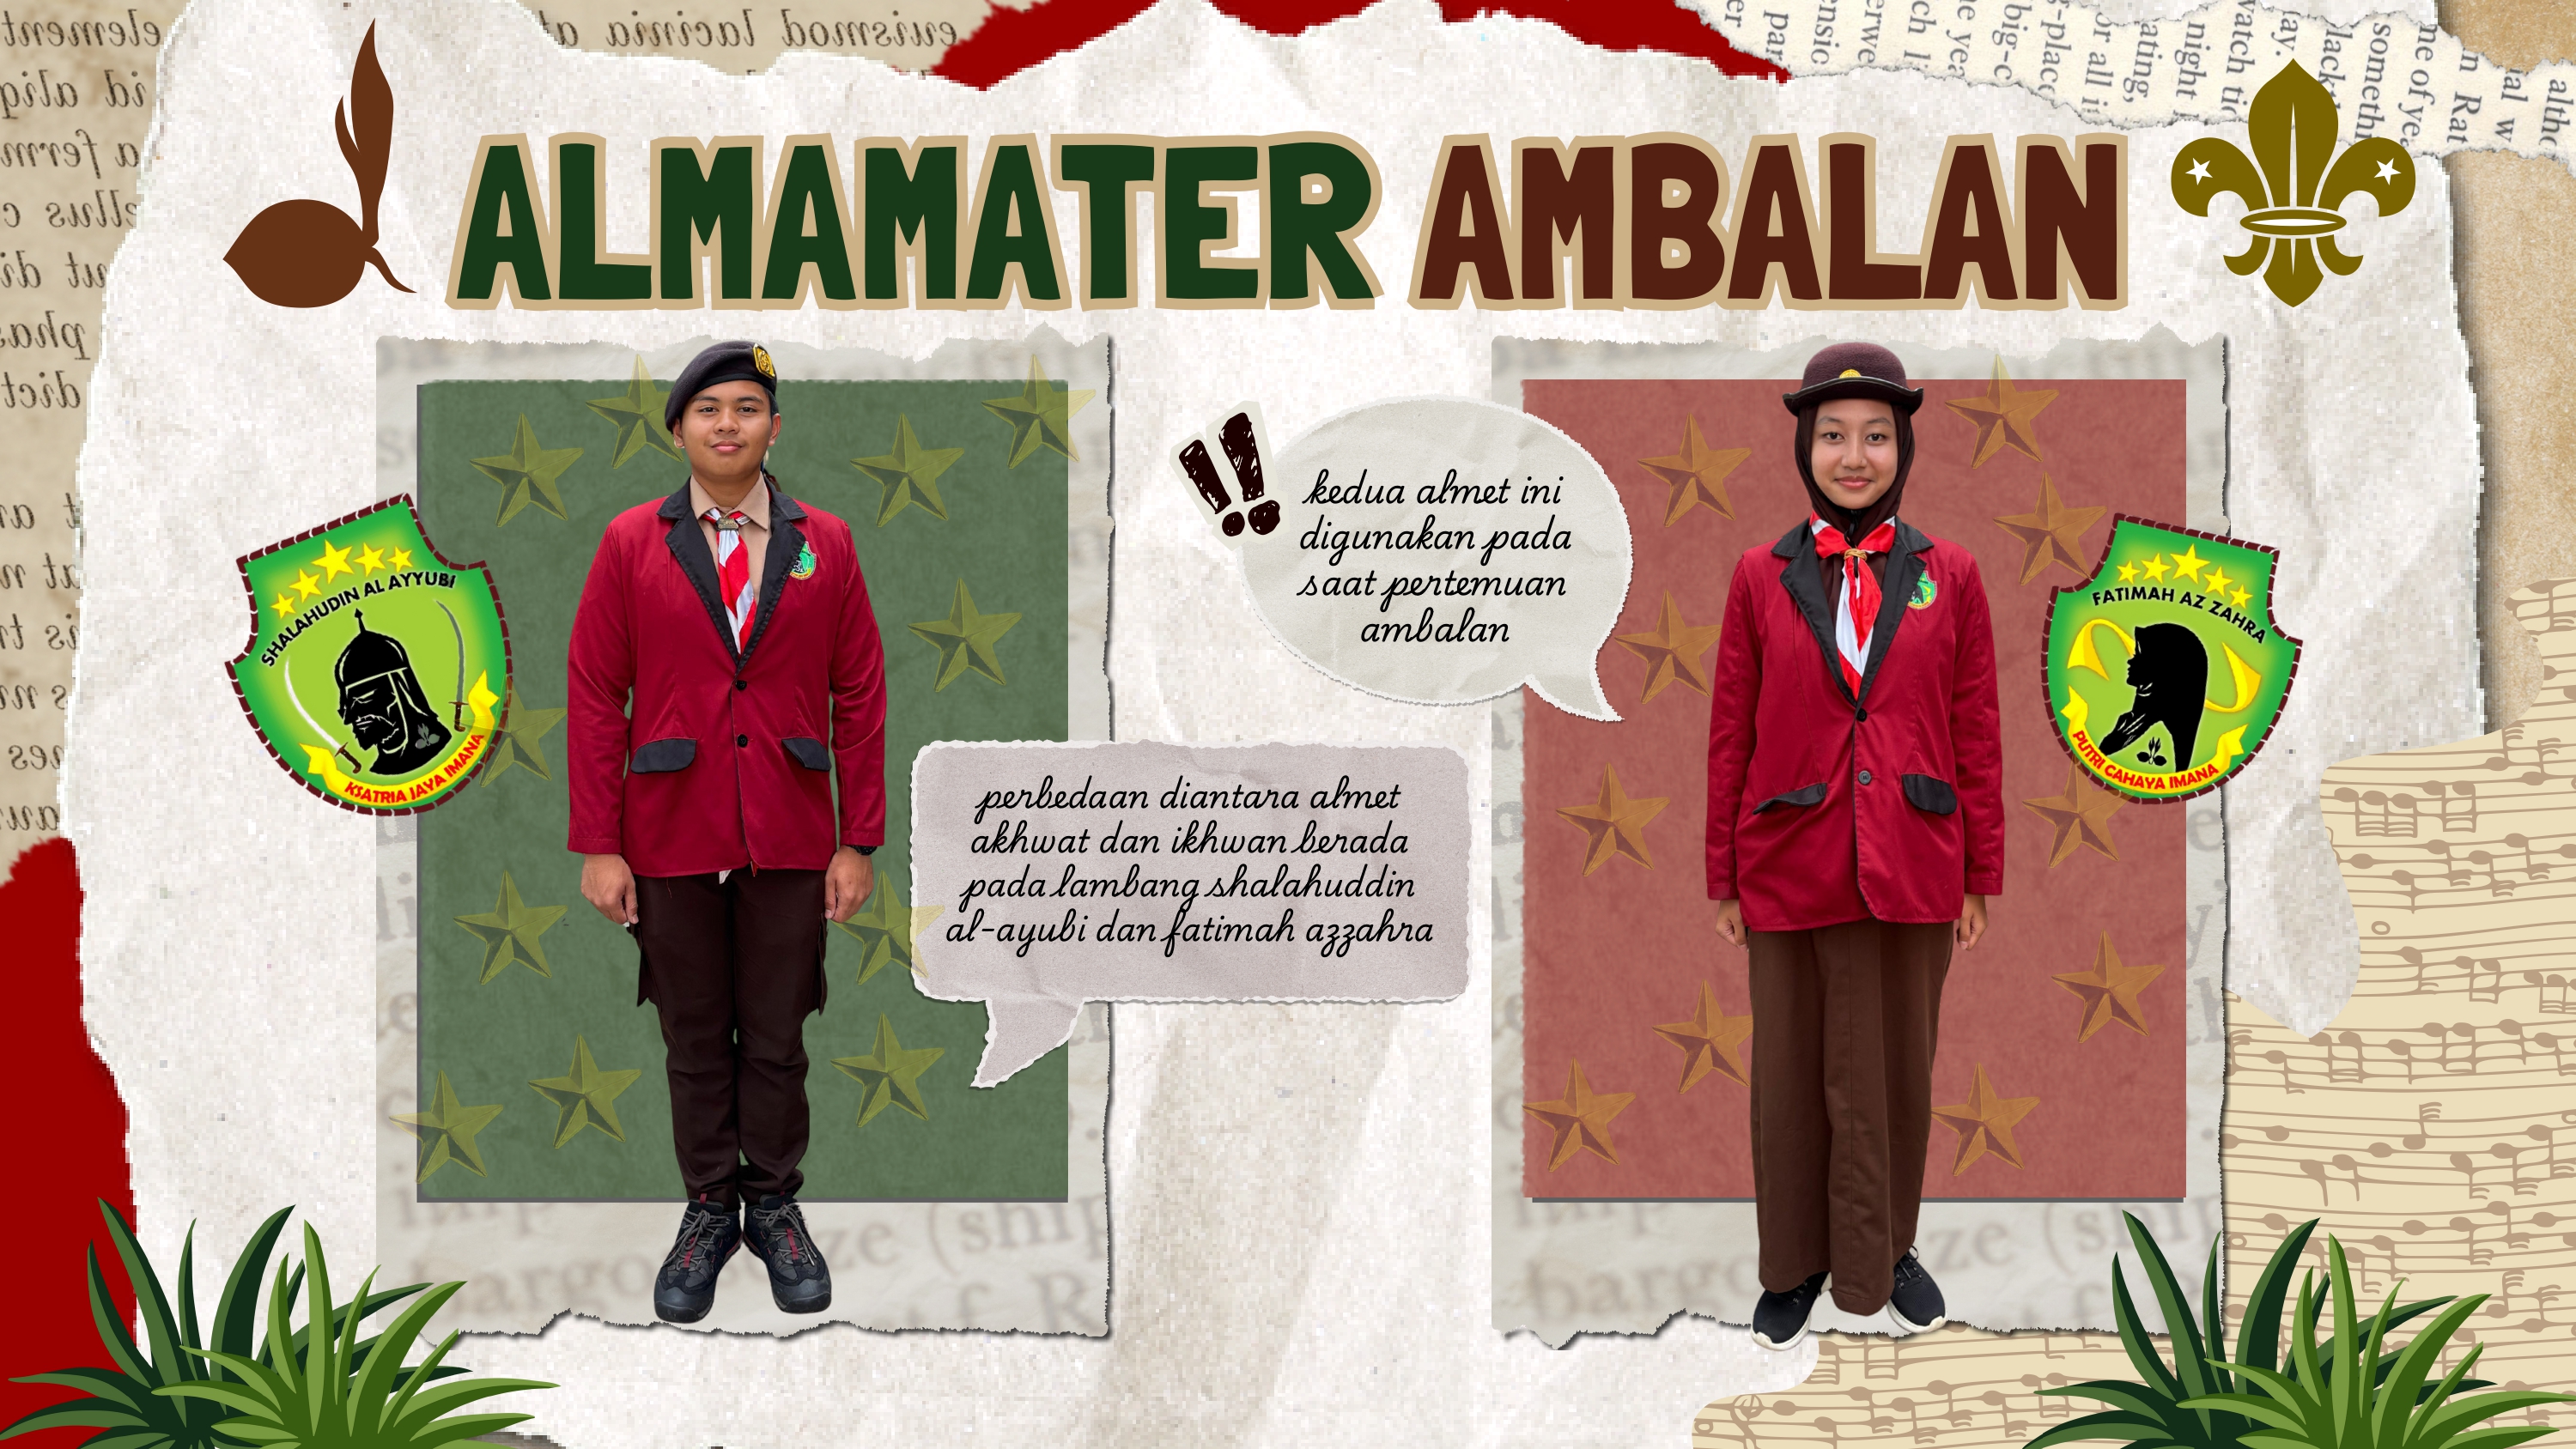 ALMAMATER AMBALAN
kedua almet ini
digunakan pada
saat pertemuan
ambalan
SHALAHUDIN AL AYYUBI
KSATRIA JAYA IMANA
FATIMAH AZ ZAHRA
PUTRI CAHAYA IMANA
perbedaan diantara almet
akhwat dan ikhwan berada
pada lambang shalahuddin
al-ayubi dan fatimah azzahra